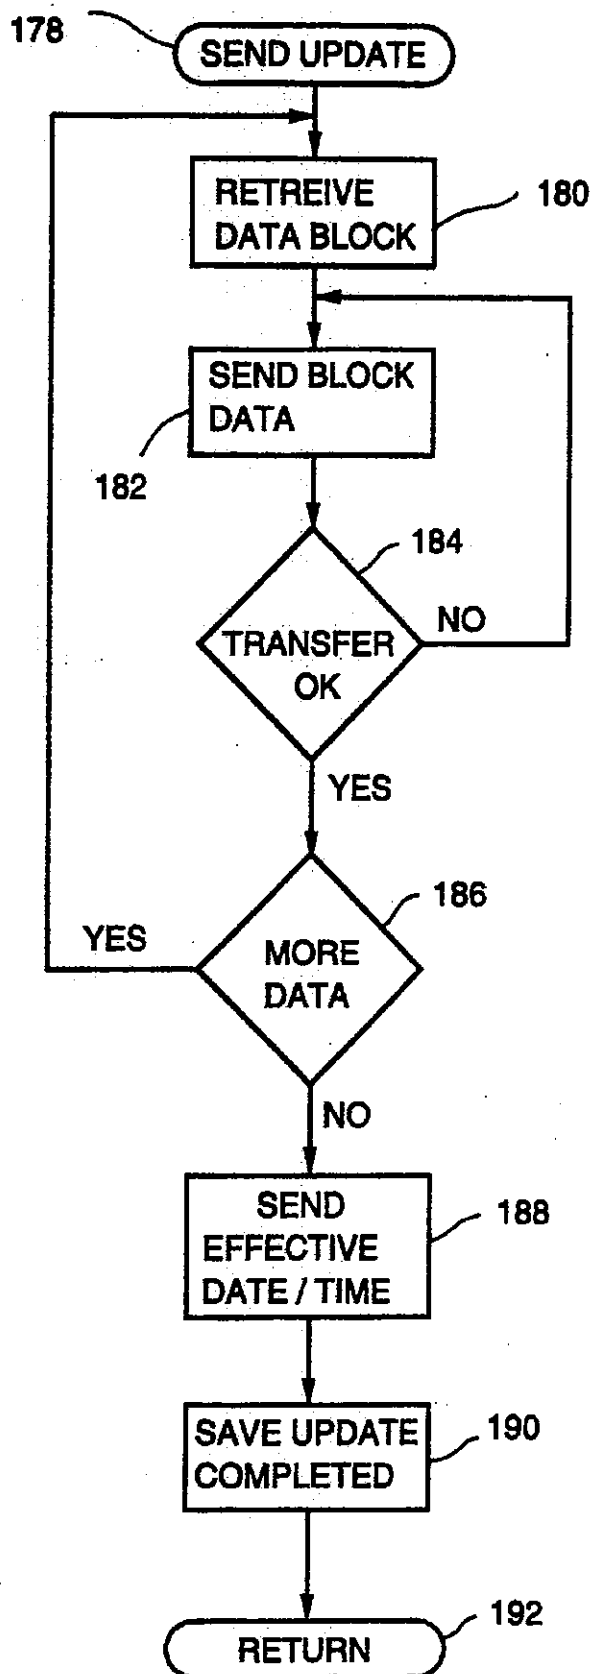 178
SEND UPDATE
RETREIVE
DATA BLOCK
180
SEND BLOCK
DATA
182
184
TRANSFER
OK
NO
YES
186
YES
MORE
DATA
NO
SEND
EFFECTIVE
DATE / TIME
188
SAVE UPDATE
COMPLETED
190
192
RETURN